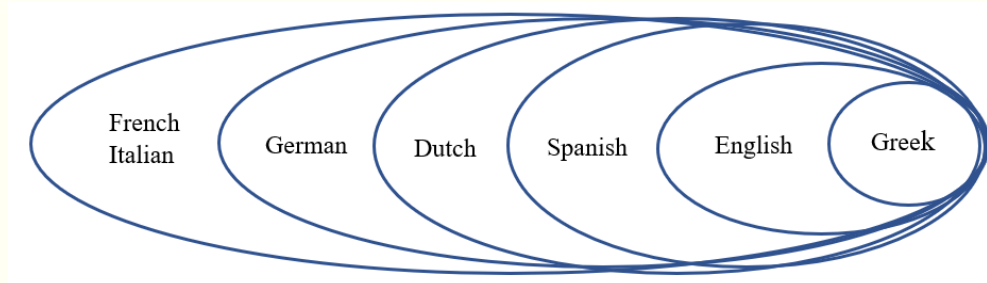 French
Italian
German
Dutch
Spanish
English
Greek